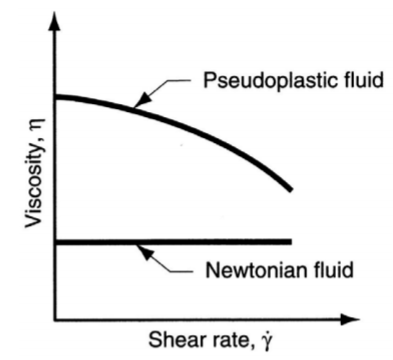 Pseudoplastic fluid
Viscosity, η
Newtonian fluid
Shear rate, γ̇